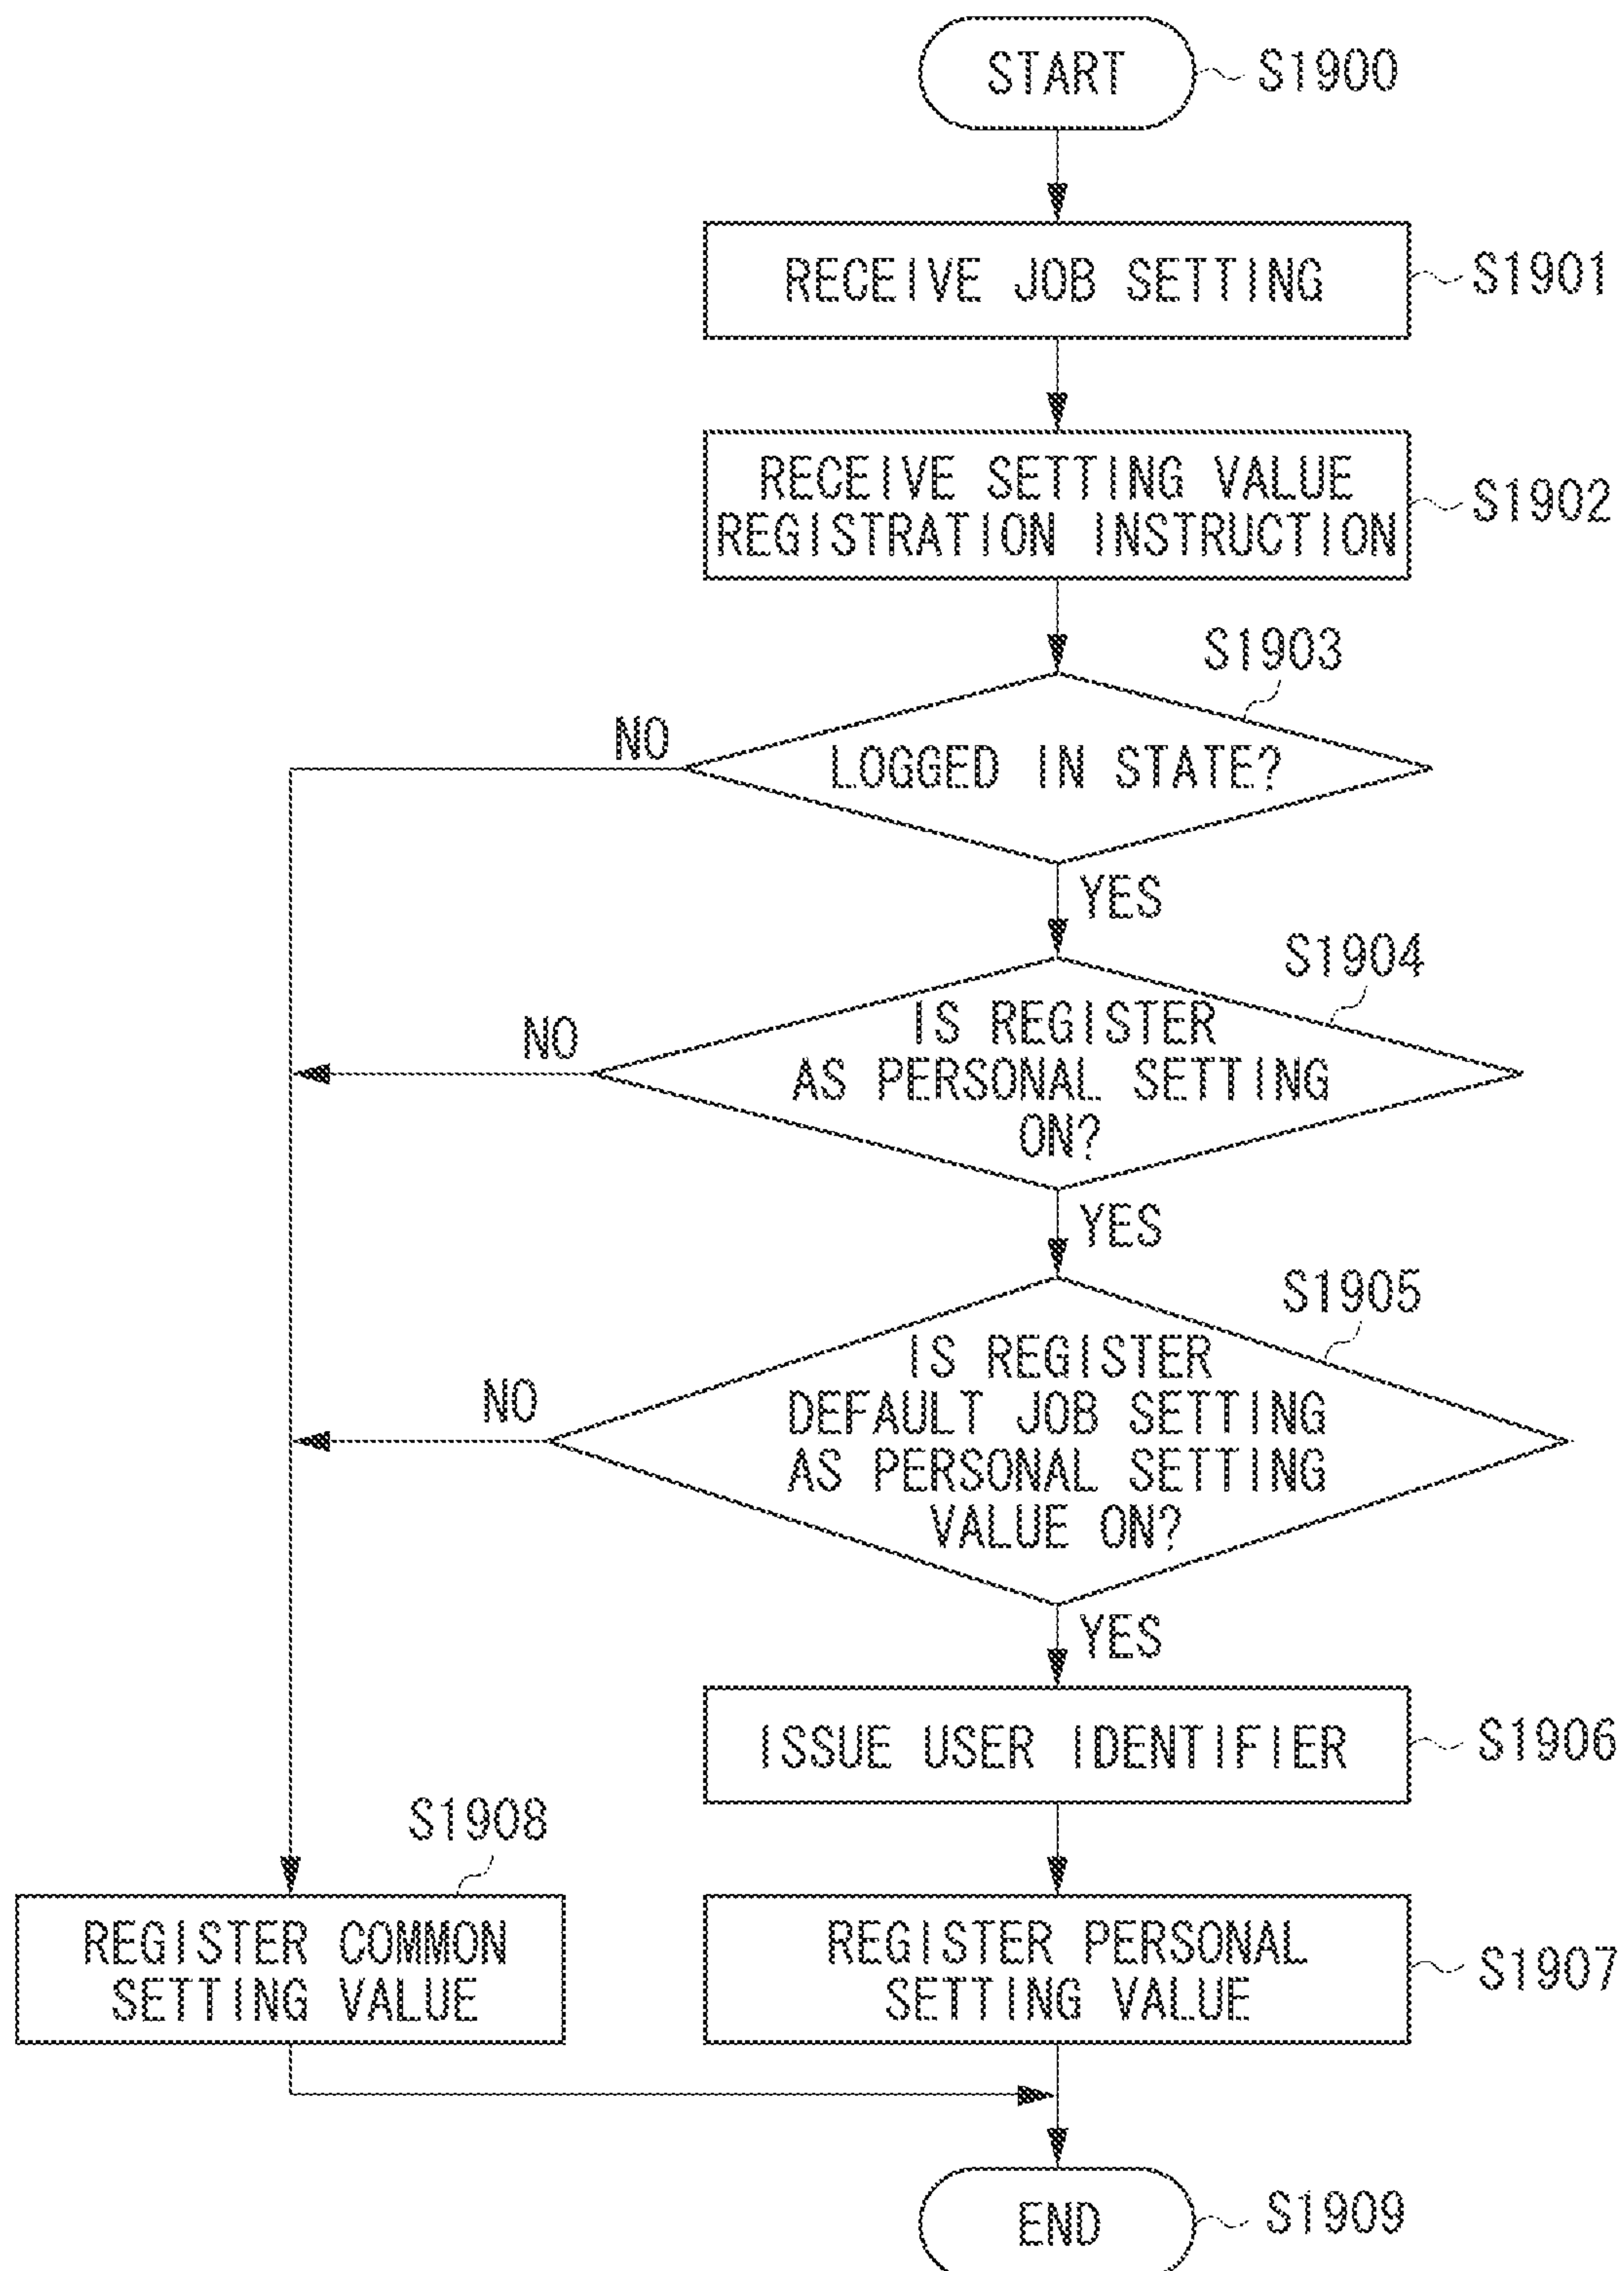 START
S1900
RECEIVE JOB SETTING
S1901
RECEIVE SETTING VALUE
REGISTRATION INSTRUCTION
S1902
S1903
NO
LOGGED IN STATE?
YES
S1904
NO
IS REGISTER
AS PERSONAL SETTING
ON?
YES
S1905
NO
IS REGISTER
DEFAULT JOB SETTING
AS PERSONAL SETTING
VALUE ON?
YES
ISSUE USER IDENTIFIER
S1906
S1908
REGISTER COMMON
SETTING VALUE
REGISTER PERSONAL
SETTING VALUE
S1907
END
S1909